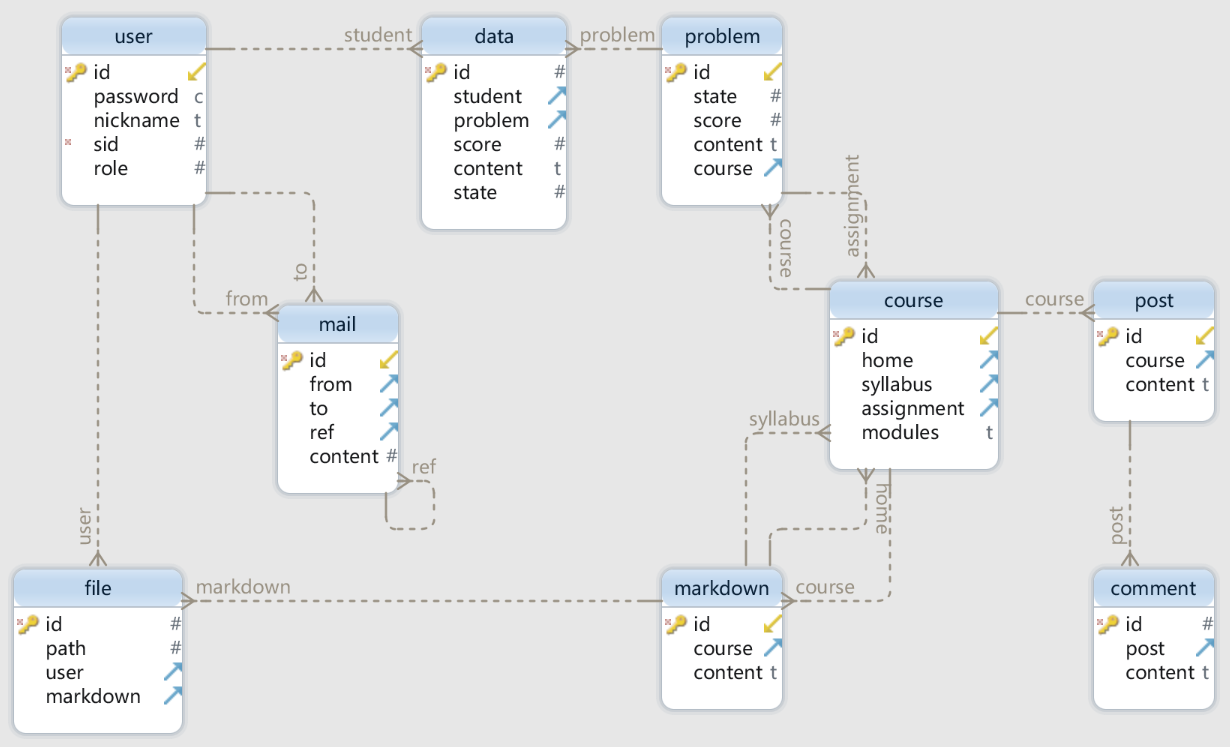 user
id
password c
nickname t
sid #
role #
student
data
id #
student
problem
score #
content t
state #
problem
problem
id
state #
score #
content t
course
assignment
course
to
from
mail
id
from
to
ref
content #
ref
course
id
home
syllabus
assignment
modules t
course
post
id
course
content t
syllabus
home
user
post
file
id #
path #
user
markdown
markdown
markdown
id
course
content t
course
comment
id #
post
content t